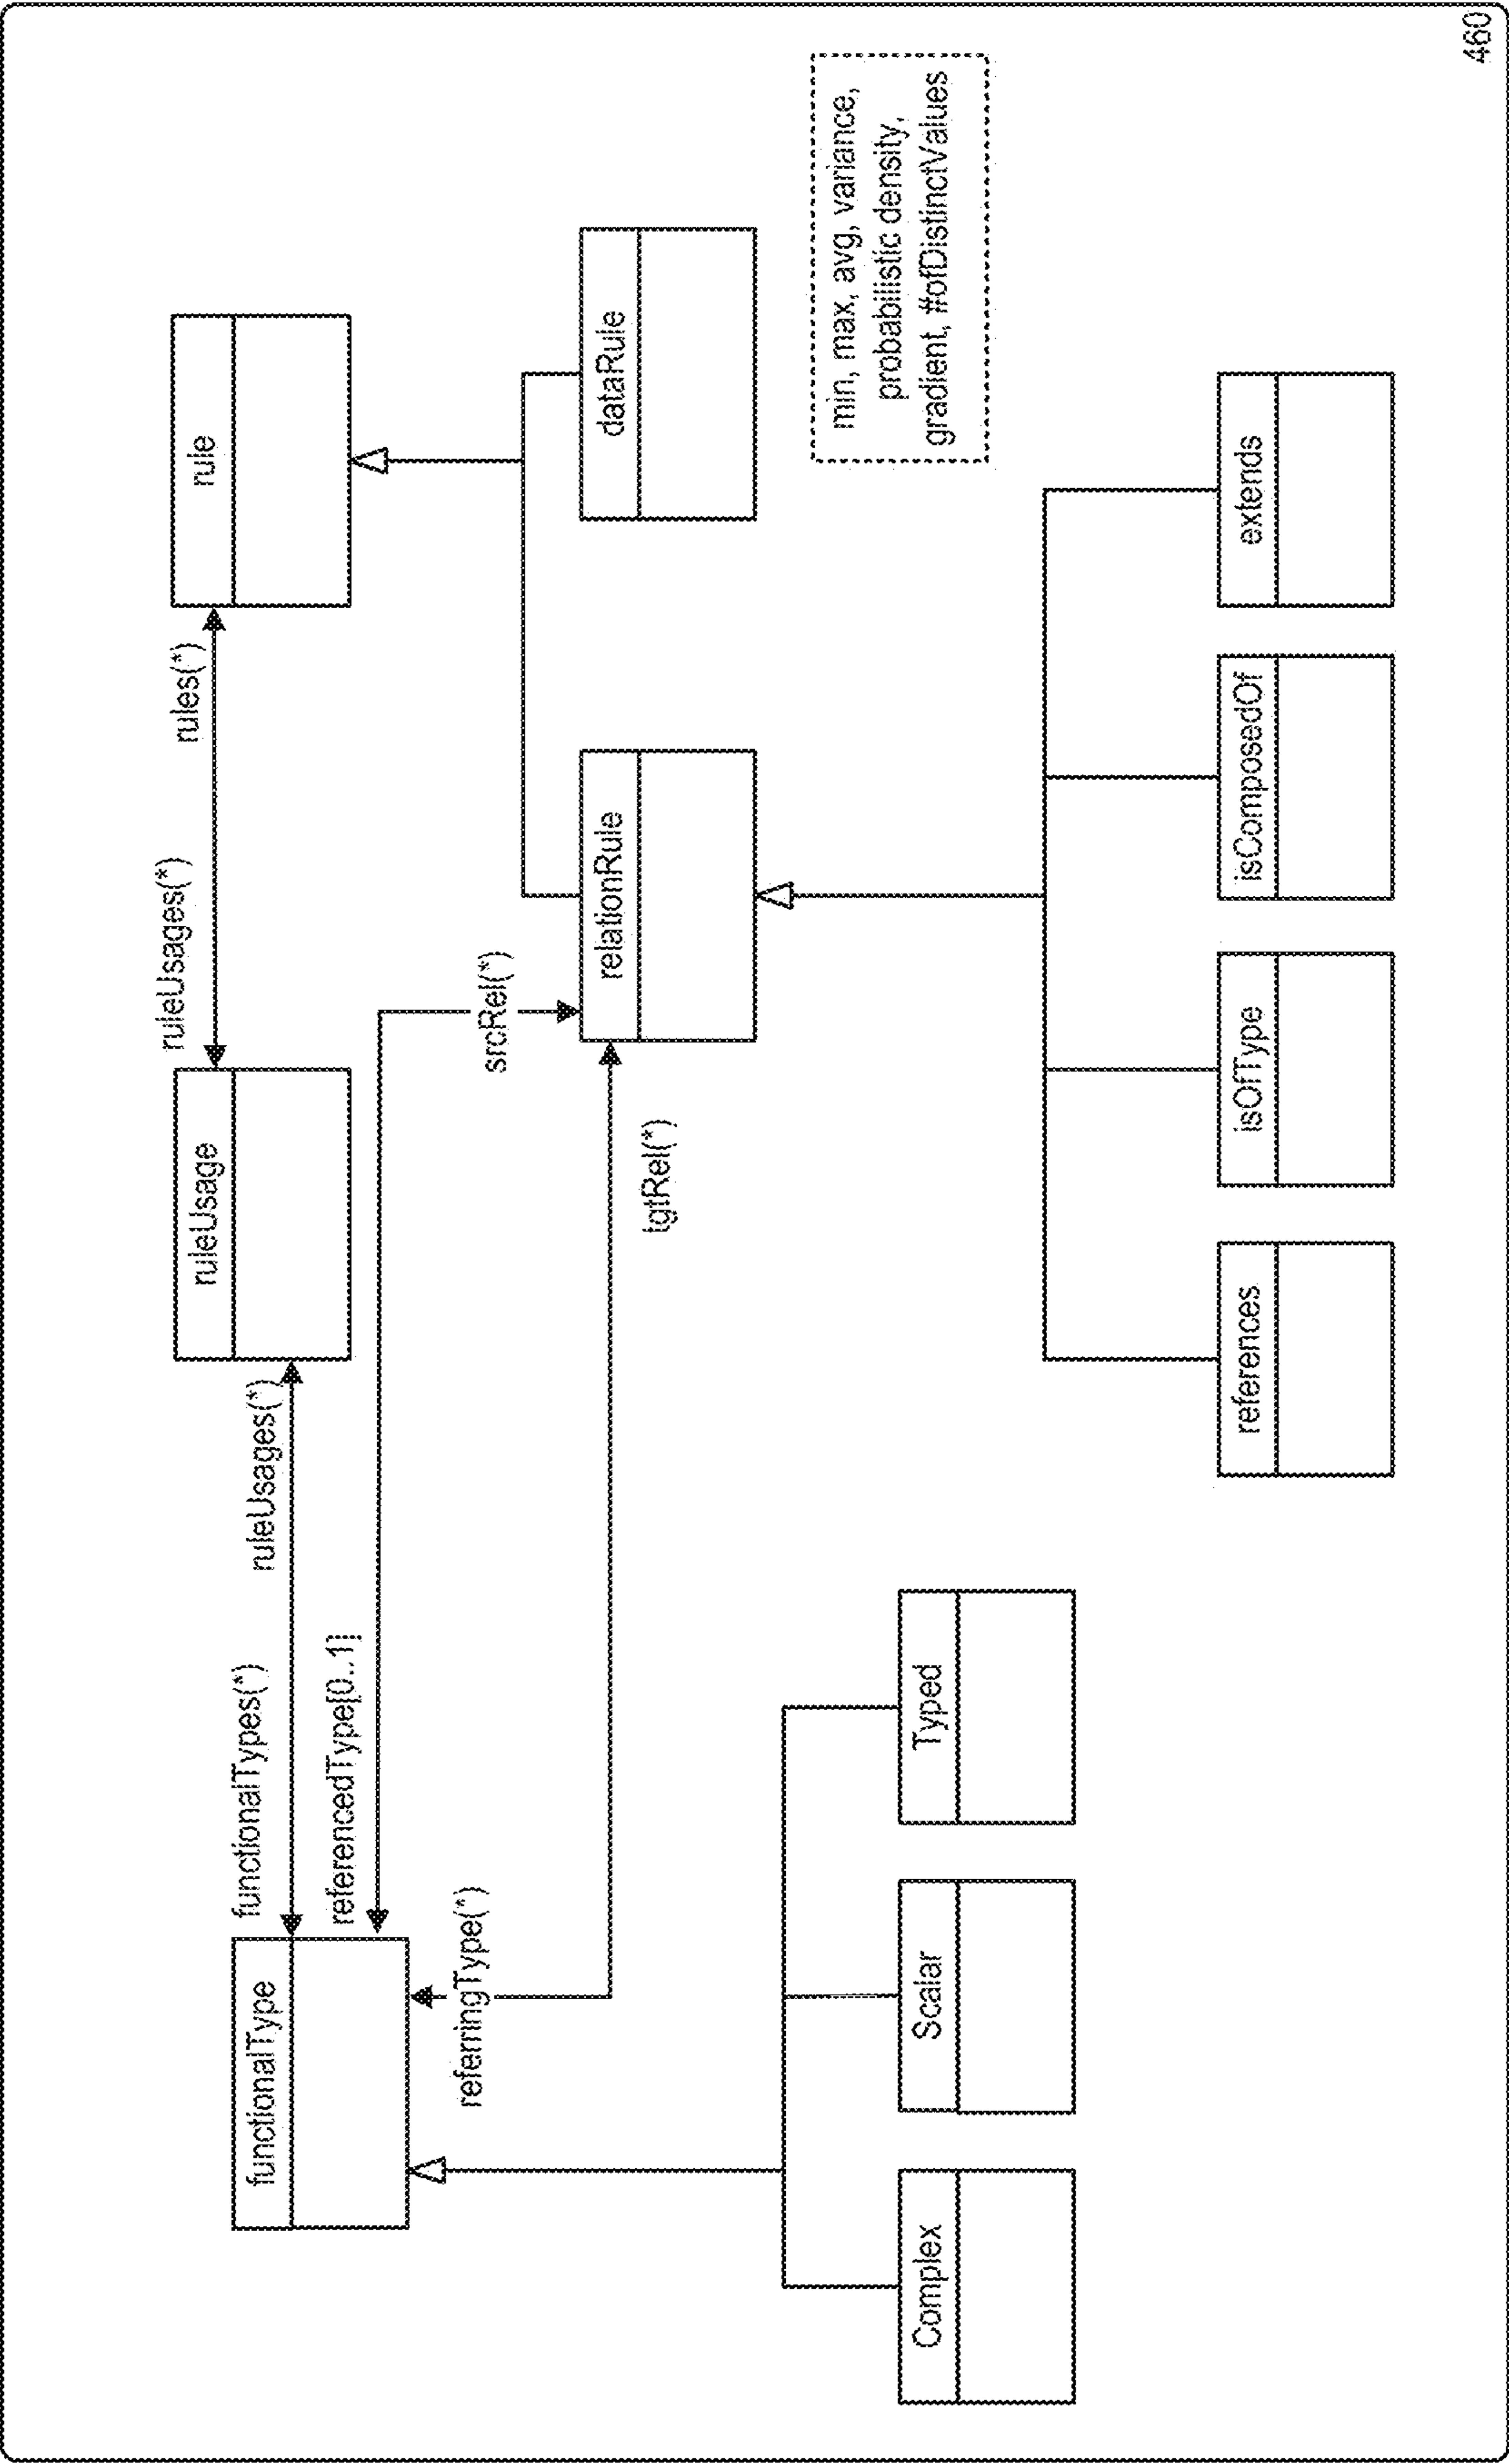 functionalType
functionalTypes(*)
ruleUsages(*)
ruleUsage
ruleUsages(*)
rules(*)
rule
referencedType[0..1]
srcRel(*)
referringType(*)
tgtRel(*)
relationRule
dataRule
min, max, avg, variance,
probabilistic density,
gradient, #ofDistinctValues
Complex
Scalar
Typed
references
isOfType
isComposedOf
extends
460